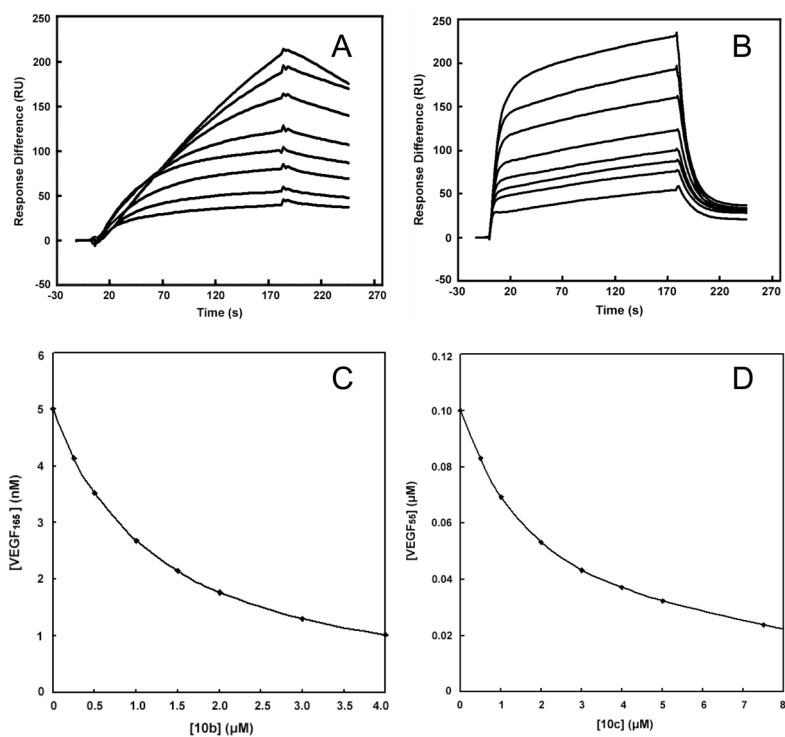 A
Response Difference (RU)
250
200
150
100
50
0
-50
-30 20 70 120 170 220 270
Time (s)
B
Response Difference (RU)
250
200
150
100
50
0
-50
-30 20 70 120 170 220 270
Time (s)
C
[VEGF165] (nM)
6
5
4
3
2
1
0
0 0.5 1.0 1.5 2.0 2.5 3.0 3.5 4.0
[10b] (µM)
D
[VEGF55] (µM)
0.12
0.10
0.08
0.06
0.04
0.02
0
0 1 2 3 4 5 6 7 8
[10c] (µM)